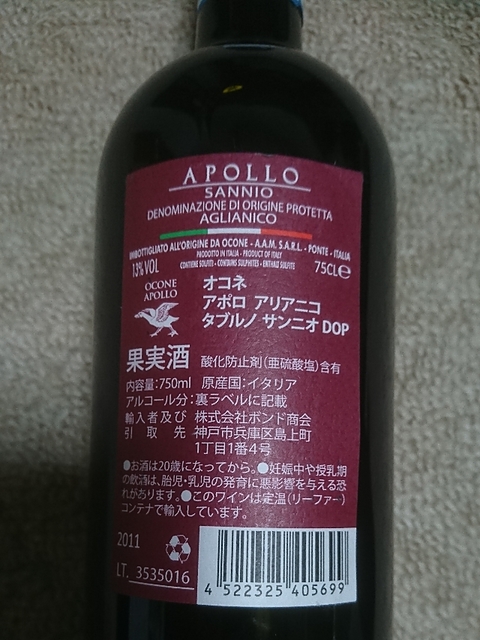 APOLLO
SANNIO
DENOMINAZIONE DI ORIGINE PROTETTA
AGLIANICO
IMBOTTIGLIATO ALL'ORIGINE DA OCONE - A.A.M. S.A.R.L. - PONTE - ITALIA
PRODOTTO IN ITALIA - PRODUCT OF ITALY
13% VOL
CONTIENE SOLFITI - CONTAINS SULPHITES - ENTHÄLT SULFITE
75CL℮
OCONE
APOLLO
オコネ
アポロ アリアニコ
タブルノ サンニオ DOP
果実酒 酸化防止剤(亜硫酸塩)含有
内容量:750ml 原産国:イタリア
アルコール分:裏ラベルに記載
輸入者及び 株式会社ボンド商会
引取先 神戸市兵庫区島上町
1丁目1番4号
●お酒は20歳になってから。●妊娠中や授乳期
の飲酒は、胎児・乳児の発育に悪影響を与える恐
れがおります。●このワインは定温(リーファー)
コンテナで輸入しています。
2011
LT. 3535016
4 522325 405699